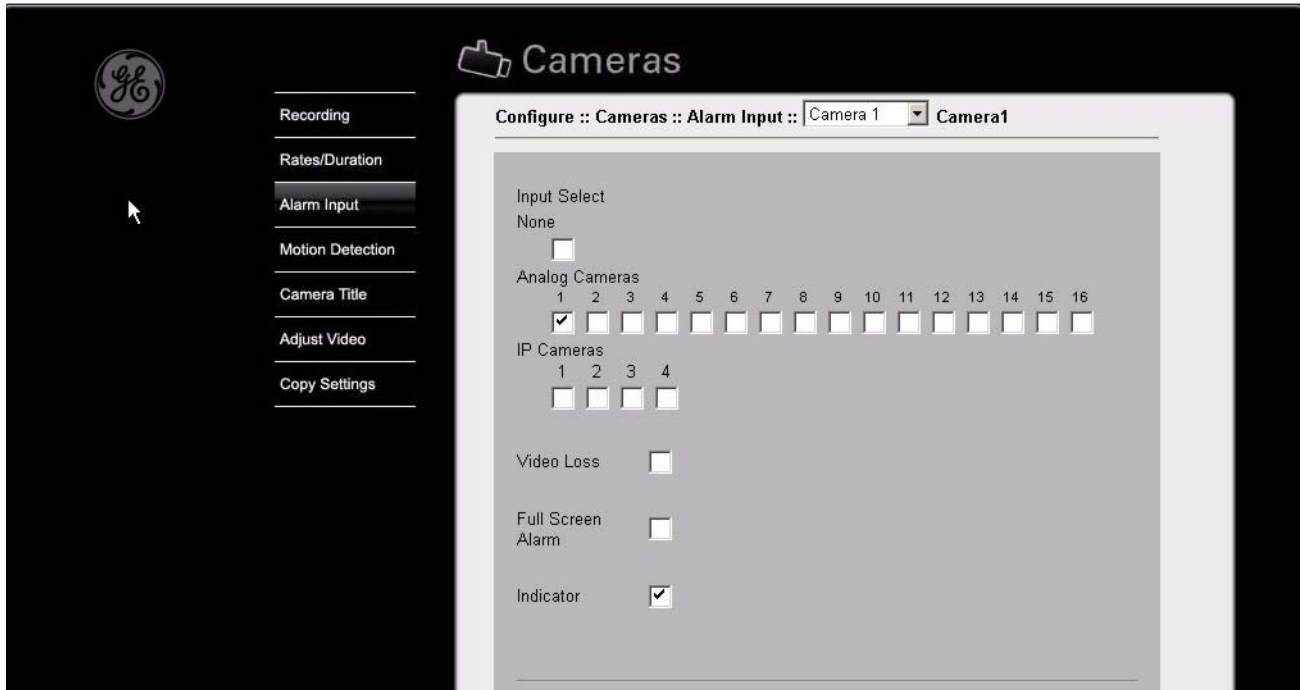 GE
Cameras
Recording
Rates/Duration
Alarm Input
Motion Detection
Camera Title
Adjust Video
Copy Settings
Configure :: Cameras :: Alarm Input :: Camera 1 Camera1
Input Select
None
Analog Cameras
1 2 3 4 5 6 7 8 9 10 11 12 13 14 15 16
IP Cameras
1 2 3 4
Video Loss
Full Screen
Alarm
Indicator